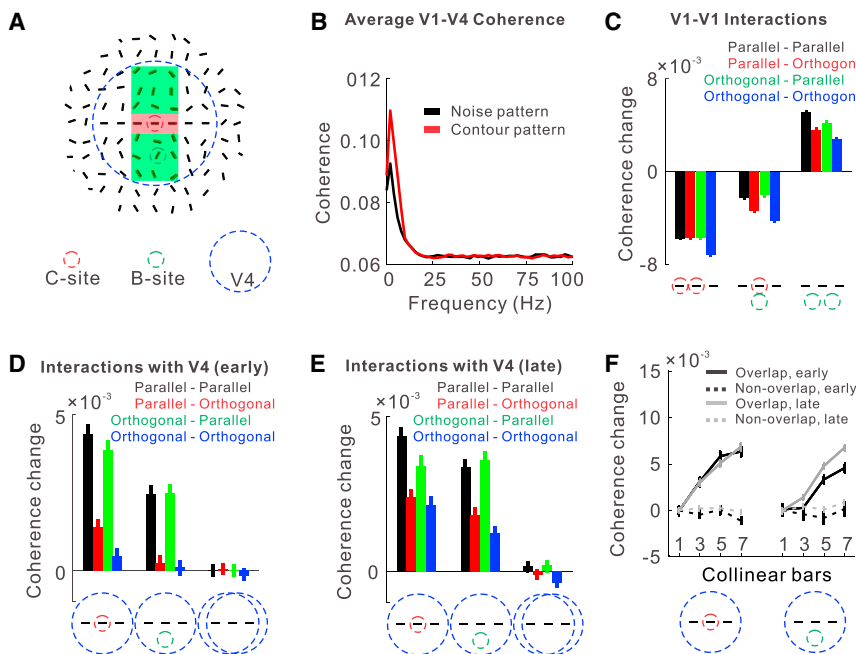 A
C-site
B-site
V4
B
Average V1-V4 Coherence
0.12
0.10
0.08
0.06
Coherence
Noise pattern
Contour pattern
0
25
50
75
100
Frequency (Hz)
C
V1-V1 Interactions
Parallel - Parallel
Parallel - Orthogon
Orthogonal - Parallel
Orthogonal - Orthogon
×10⁻³
8
0
-8
Coherence change
D
Interactions with V4 (early)
Parallel - Parallel
Parallel - Orthogonal
Orthogonal - Parallel
Orthogonal - Orthogonal
×10⁻³
5
0
Coherence change
E
Interactions with V4 (late)
Parallel - Parallel
Parallel - Orthogonal
Orthogonal - Parallel
Orthogonal - Orthogonal
×10⁻³
5
0
Coherence change
F
×10⁻³
15
10
5
0
-5
Coherence change
Overlap, early
Non-overlap, early
Overlap, late
Non-overlap, late
1 3 5 7
1 3 5 7
Collinear bars